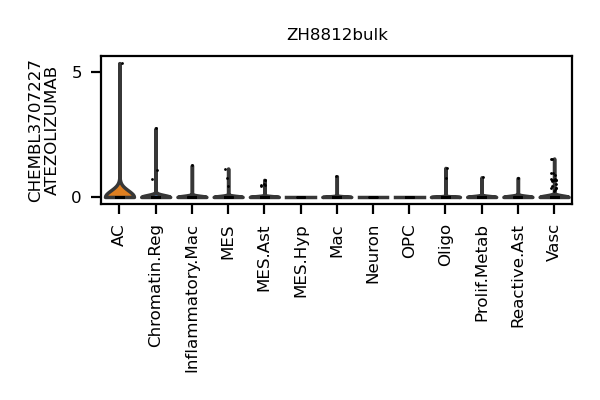 ZH8812bulk
CHEMBL3707227
ATEZOLIZUMAB
5
0
AC
Chromatin.Reg
Inflammatory.Mac
MES
MES.Ast
MES.Hyp
Mac
Neuron
OPC
Oligo
Prolif.Metab
Reactive.Ast
Vasc